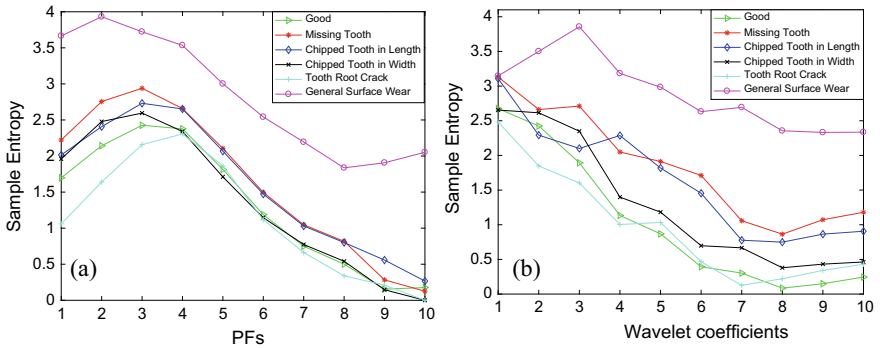 4
3.5
3
2.5
2
1.5
1
0.5
0
Sample Entropy
Good
Missing Tooth
Chipped Tooth in Length
Chipped Tooth in Width
Tooth Root Crack
General Surface Wear
(a)
1 2 3 4 5 6 7 8 9 10
PFs
4
3.5
3
2.5
2
1.5
1
0.5
0
Sample Entropy
Good
Missing Tooth
Chipped Tooth in Length
Chipped Tooth in Width
Tooth Root Crack
General Surface Wear
(b)
1 2 3 4 5 6 7 8 9 10
Wavelet coefficients